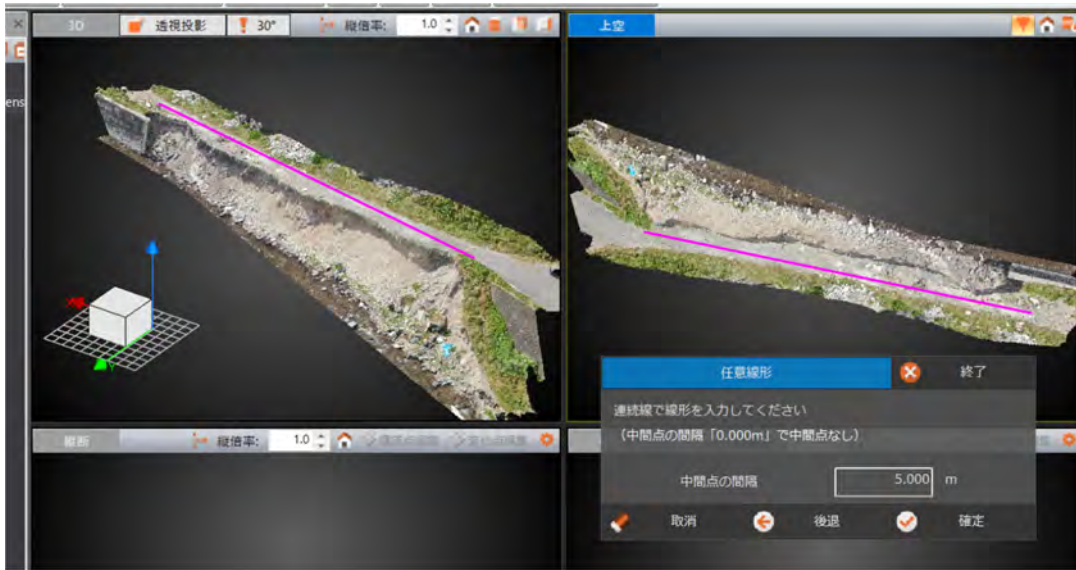 ens
3D
透視投影
30°
縦倍率:
1.0
上空
任意線形
終了
連続線で線形を入力してください
(中間点の間隔「0.000m」で中間点なし)
中間点の間隔
5.000
m
取消
後退
確定
縦断
縦倍率:
1.0